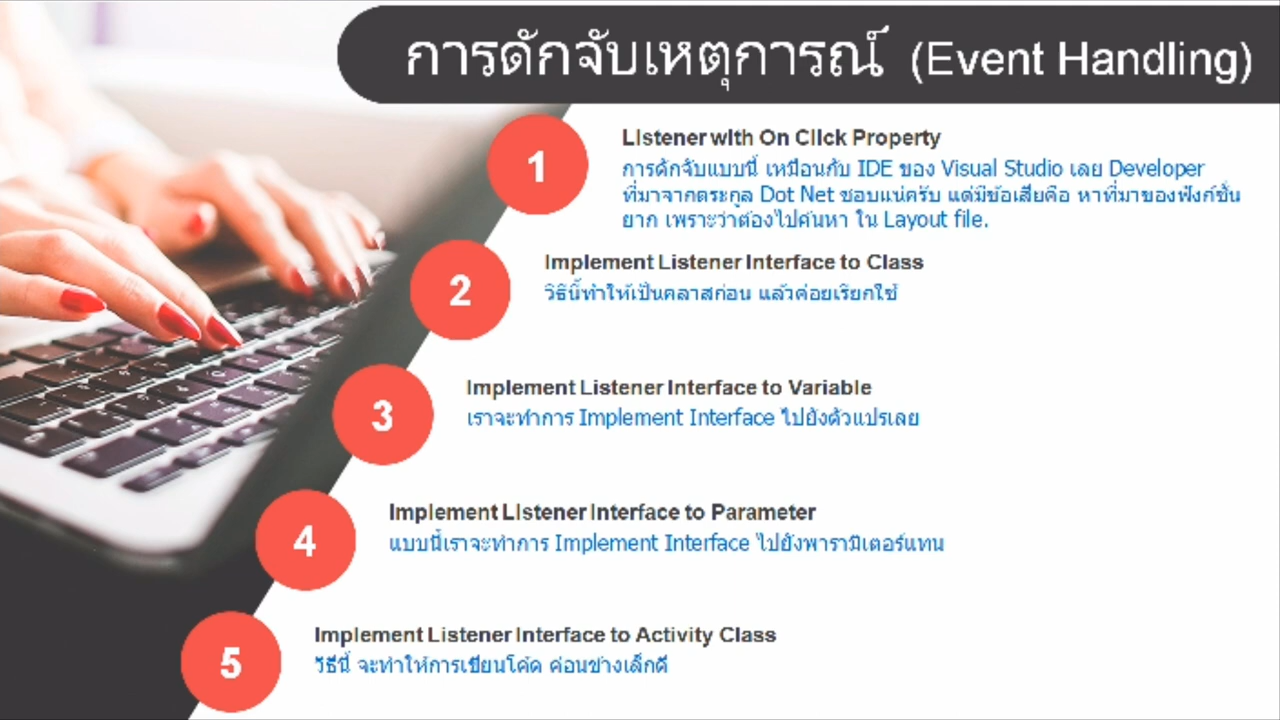 การดักจับเหตุการณ์ (Event Handling)
1
Listener with On Click Property
การดักจับแบบนี้ เหมือนกับ IDE ของ Visual Studio เลย Developer
ที่มาจากตระกูล Dot Net ชอบแน่ครับ แต่มีข้อเสียคือ หาที่มาของฟังก์ชั่น
ยาก เพราะว่าต้องไปค้นหา ใน Layout file.
2
Implement Listener Interface to Class
วิธีนี้ทำให้เป็นคลาสก่อน แล้วค่อยเรียกใช้
3
Implement Listener Interface to Variable
เราจะทำการ Implement Interface ไปยังตัวแปรเลย
4
Implement Listener Interface to Parameter
แบบนี้เราจะทำการ Implement Interface ไปยังพารามิเตอร์แทน
5
Implement Listener Interface to Activity Class
วิธีนี้ จะทำให้การเขียนโค้ด ค่อนข้างเล็กดี